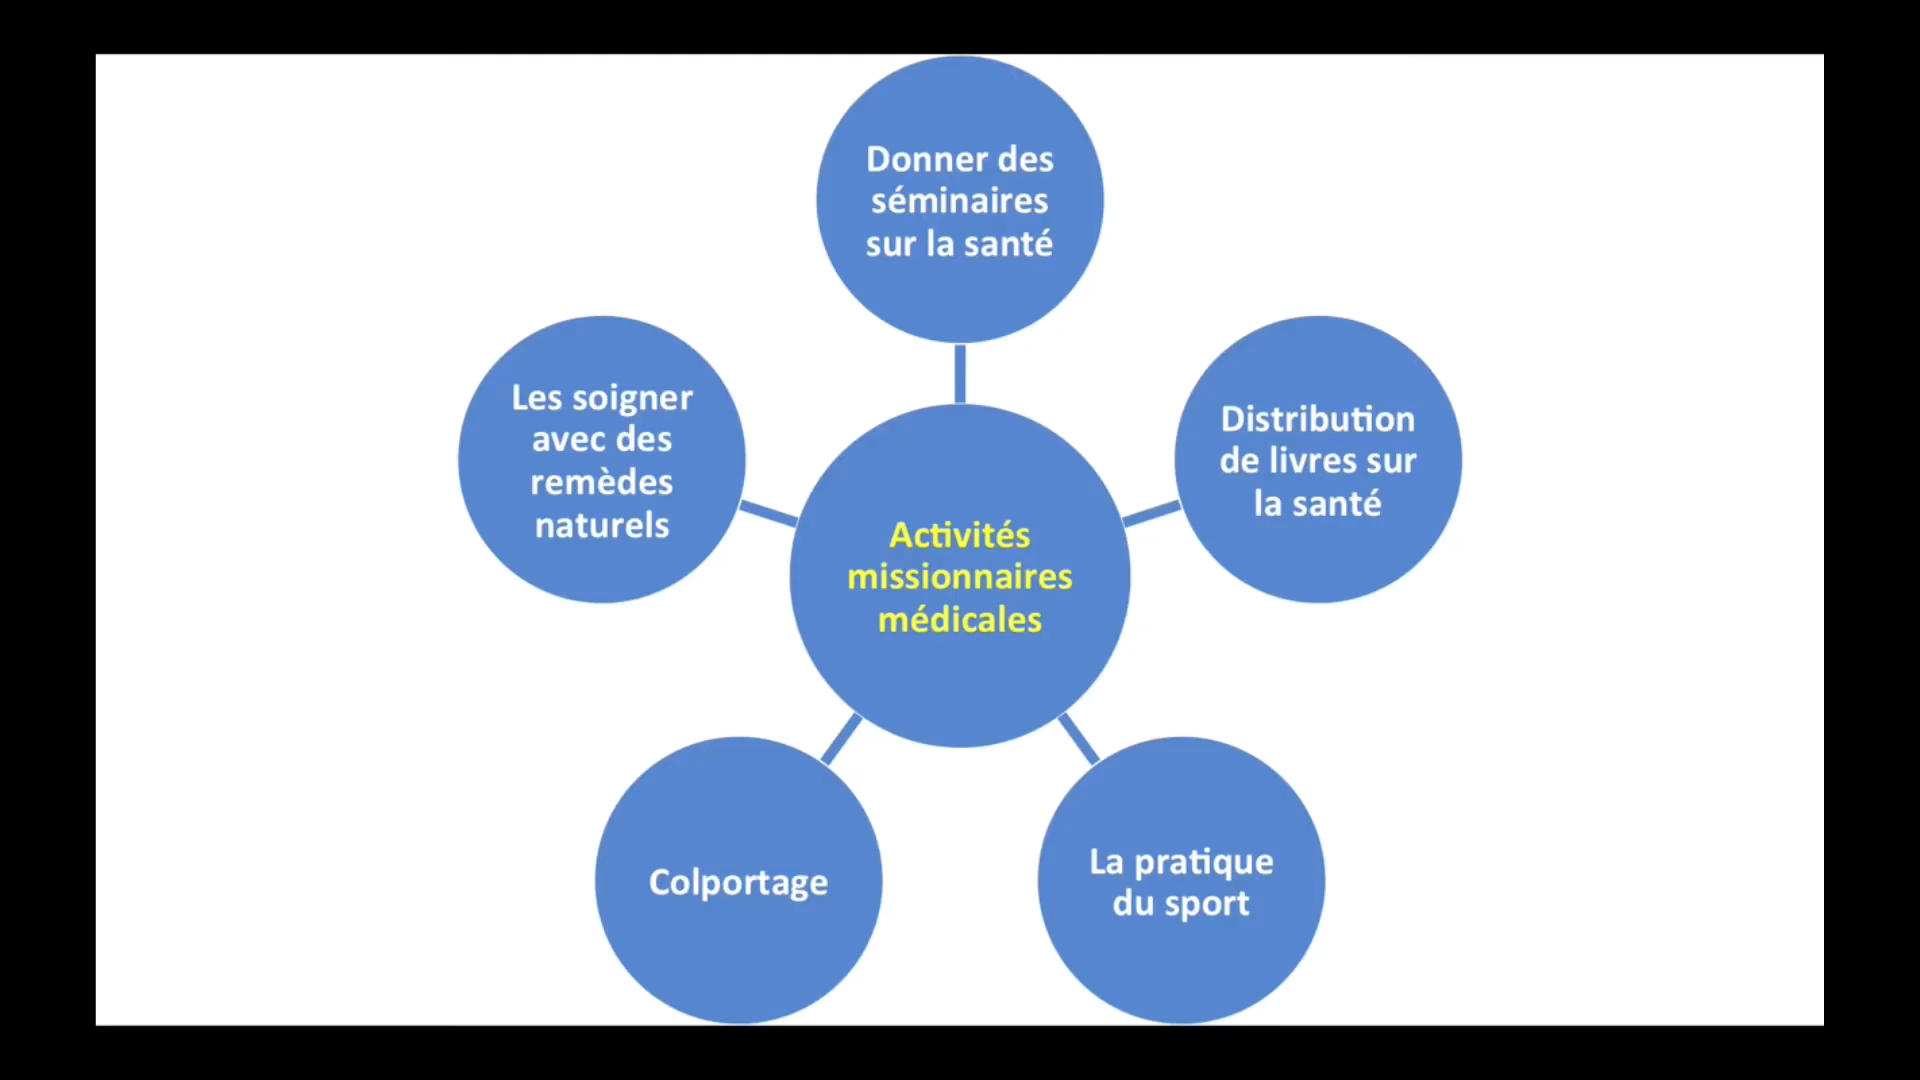 Donner des
séminaires
sur la santé
Les soigner
avec des
remèdes
naturels
Distribution
de livres sur
la santé
Activités
missionnaires
médicales
Colportage
La pratique
du sport